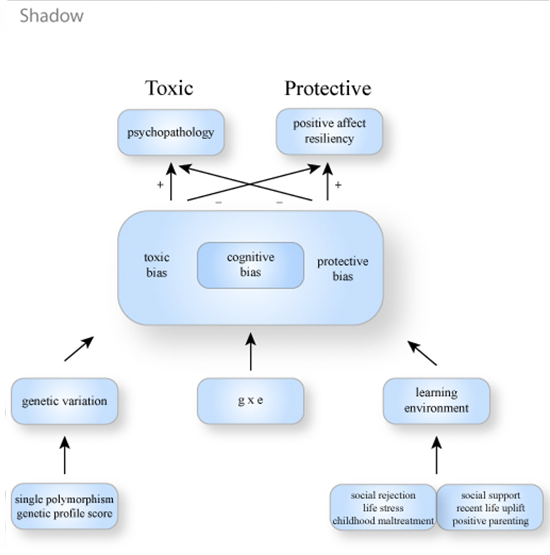 Shadow
Toxic
Protective
psychopathology
positive affect
resiliency
+
+
–
–
toxic
bias
cognitive
bias
protective
bias
genetic variation
g x e
learning
environment
single polymorphism
genetic profile score
social rejection
life stress
childhood maltreatment
social support
recent life uplift
positive parenting